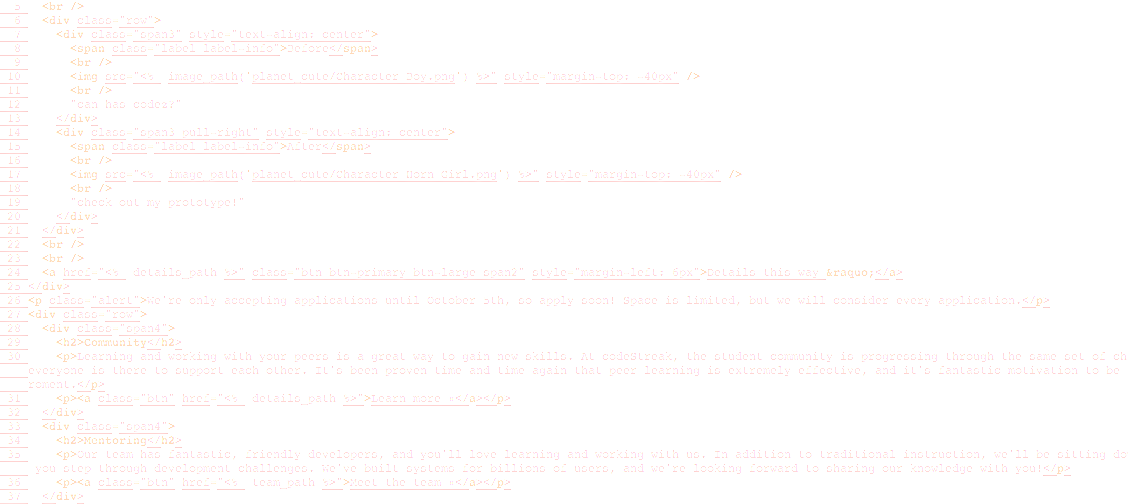 5 <br />
6 <div class="row">
7 <div class="span3" style="text-align: center">
8 <span class="label label-info">Before</span>
9 <br />
10 <img src="<%= image_path('planet_cute/Character Boy.png') %>" style="margin-top: -40px" />
11 <br />
12 "can has codez?"
13 </div>
14 <div class="span3 pull-right" style="text-align: center">
15 <span class="label label-info">After</span>
16 <br />
17 <img src="<%= image_path('planet_cute/Character Horn Girl.png') %>" style="margin-top: -40px" />
18 <br />
19 "check out my prototype!"
20 </div>
21 </div>
22 <br />
23 <br />
24 <a href="<%= details_path %>" class="btn btn-primary btn-large span2" style="margin-left: 6px">Details this way &raquo;</a>
25 </div>
26 <p class="alert">We're only accepting applications until October 5th, so apply soon! Space is limited, but we will consider every application.</p>
27 <div class="row">
28 <div class="span4">
29 <h2>Community</h2>
30 <p>Learning and working with your peers is a great way to gain new skills. At codeStreak, the student community is progressing through the same set of ch
everyone is there to support each other. It's been proven time and time again that peer learning is extremely effective, and it's fantastic motivation to be
ronment.</p>
31 <p><a class="btn" href="<%= details_path %>">Learn more »</a></p>
32 </div>
33 <div class="span4">
34 <h2>Mentoring</h2>
35 <p>Our team has fantastic, friendly developers, and you'll love learning and working with us. In addition to traditional instruction, we'll be sitting do
you step through development challenges. We've built systems for billions of users, and we're looking forward to sharing our knowledge with you!</p>
36 <p><a class="btn" href="<%= team_path %>">Meet the team »</a></p>
37 </div>